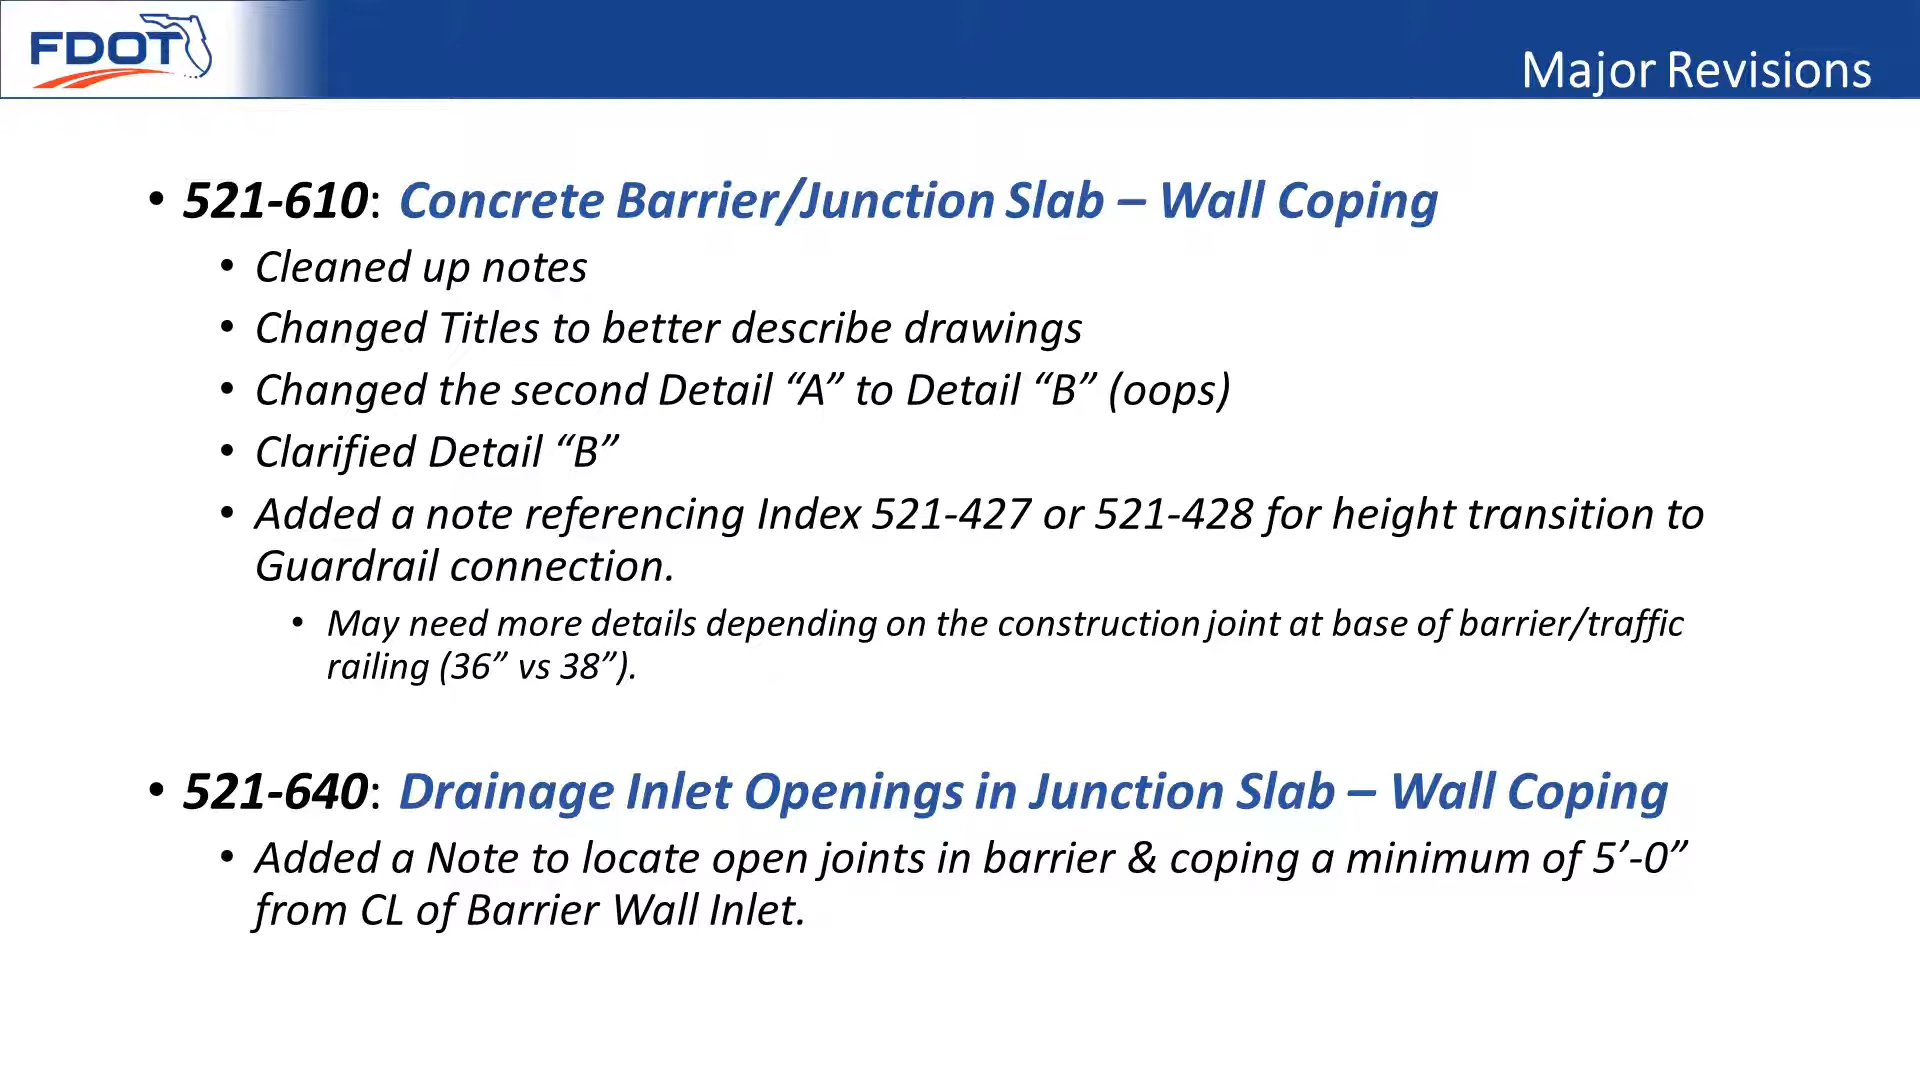 FDOT
Major Revisions
• 521-610: Concrete Barrier/Junction Slab – Wall Coping
• Cleaned up notes
• Changed Titles to better describe drawings
• Changed the second Detail “A” to Detail “B” (oops)
• Clarified Detail “B”
• Added a note referencing Index 521-427 or 521-428 for height transition to
Guardrail connection.
• May need more details depending on the construction joint at base of barrier/traffic
railing (36” vs 38”).
• 521-640: Drainage Inlet Openings in Junction Slab – Wall Coping
• Added a Note to locate open joints in barrier & coping a minimum of 5’-0”
from CL of Barrier Wall Inlet.